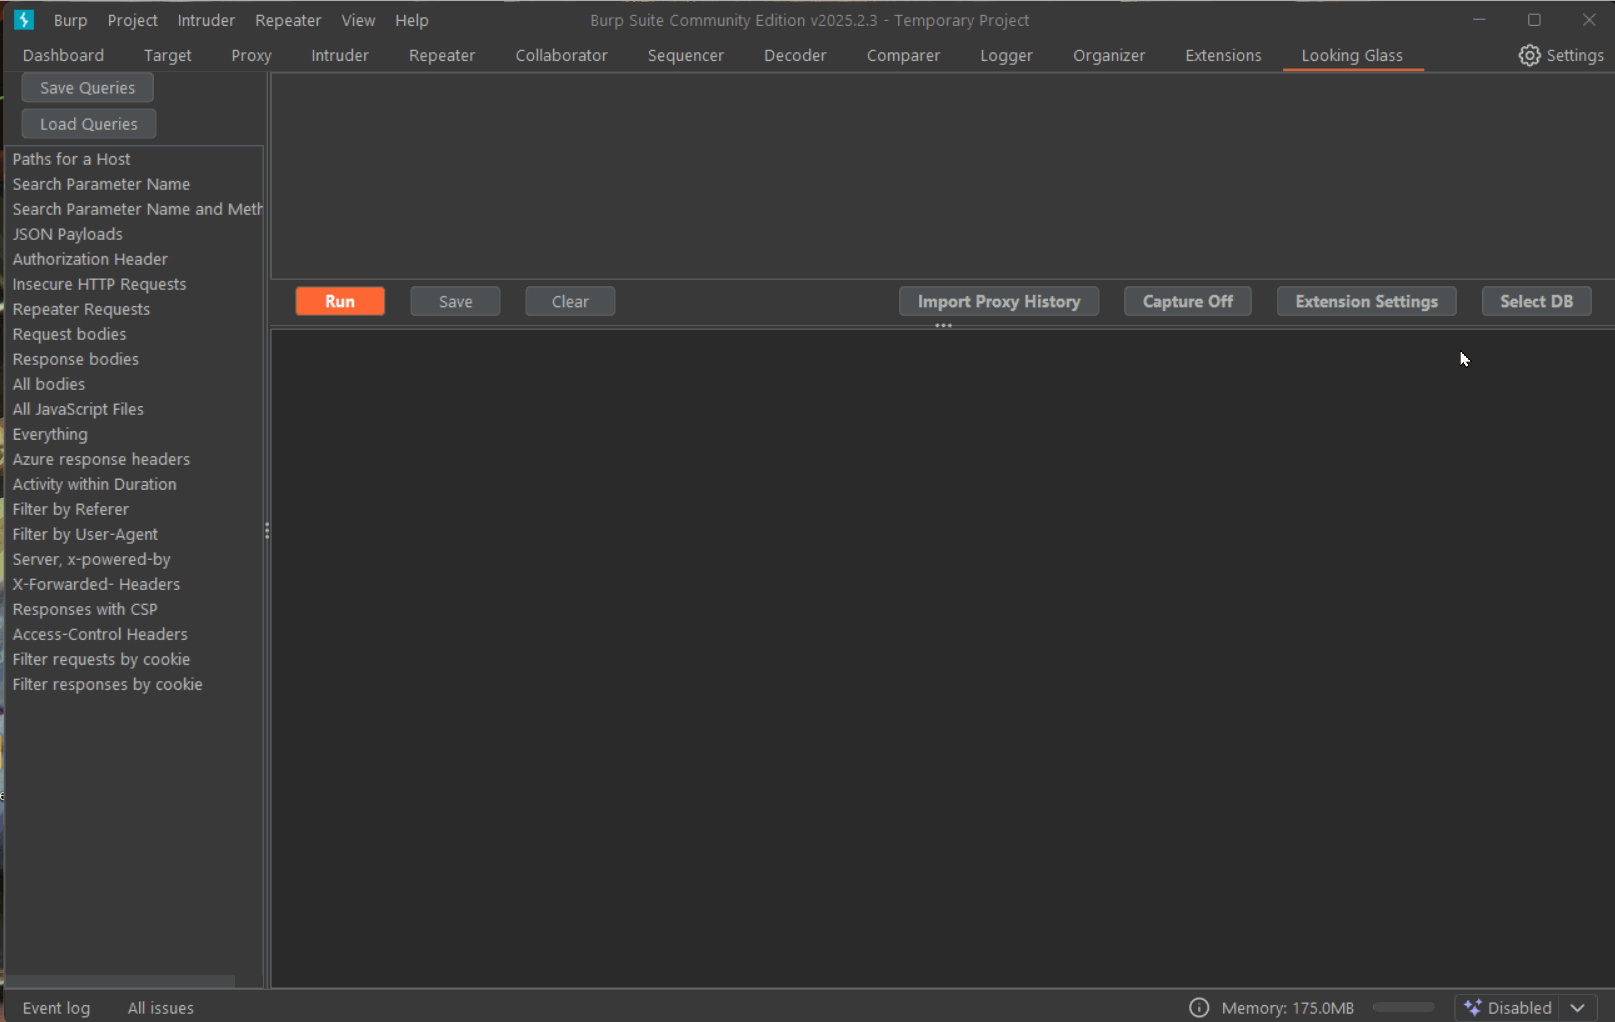 Burp Project Intruder Repeater View Help Burp Suite Community Edition v2025.2.3 - Temporary Project
Dashboard Target Proxy Intruder Repeater Collaborator Sequencer Decoder Comparer Logger Organizer Extensions Looking Glass Settings
Save Queries
Load Queries
Paths for a Host
Search Parameter Name
Search Parameter Name and Meth
JSON Payloads
Authorization Header
Insecure HTTP Requests
Repeater Requests
Request bodies
Response bodies
All bodies
All JavaScript Files
Everything
Azure response headers
Activity within Duration
Filter by Referer
Filter by User-Agent
Server, x-powered-by
X-Forwarded- Headers
Responses with CSP
Access-Control Headers
Filter requests by cookie
Filter responses by cookie
Run Save Clear Import Proxy History Capture Off Extension Settings Select DB
Event log All issues Memory: 175.0MB Disabled